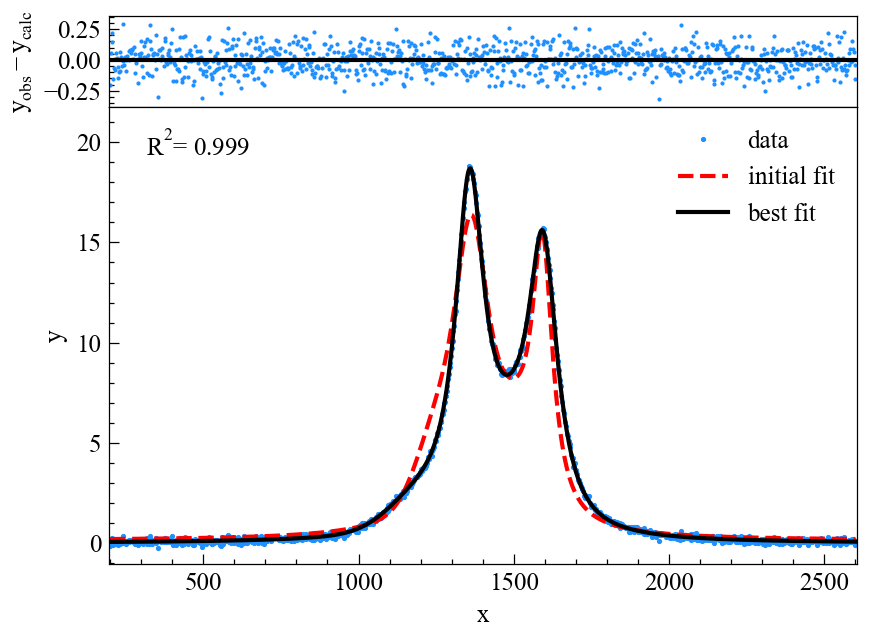 y_obs − y_calc
0.25
0.00
−0.25
R²= 0.999
data
initial fit
best fit
y
20
15
10
5
0
500 1000 1500 2000 2500
x